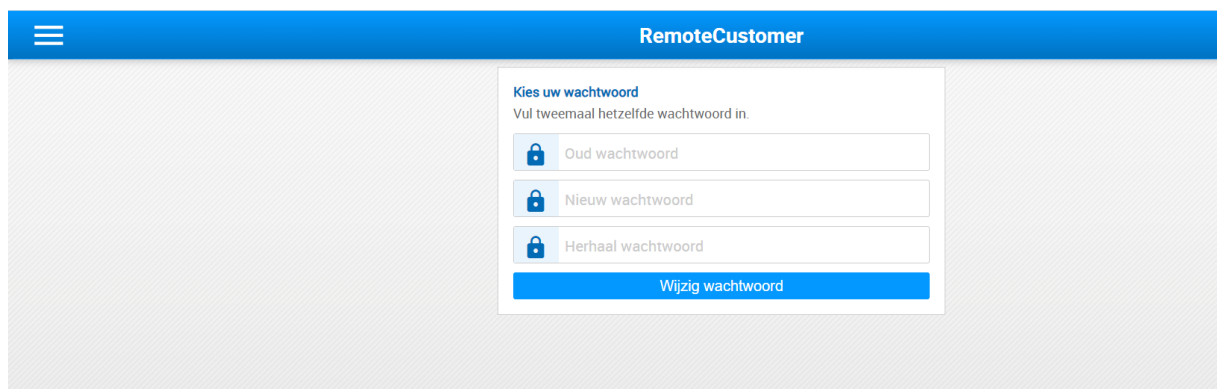 RemoteCustomer
Kies uw wachtwoord
Vul tweemaal hetzelfde wachtwoord in.
Oud wachtwoord
Nieuw wachtwoord
Herhaal wachtwoord
Wijzig wachtwoord